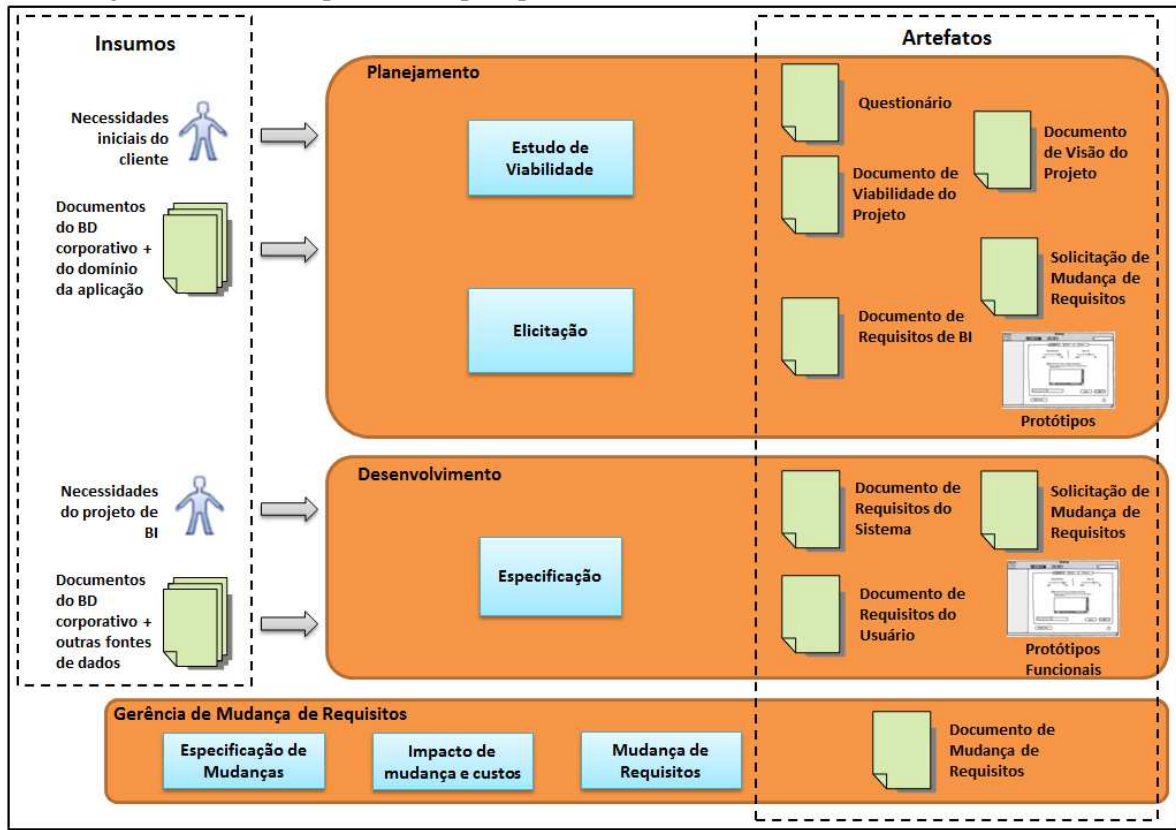 Insumos
Necessidades
iniciais do
cliente
Documentos
do BD
corporativo +
do domínio
da aplicação
Necessidades
do projeto de
BI
Documentos
do BD
corporativo +
outras fontes
de dados
Planejamento
Estudo de
Viabilidade
Elicitação
Artefatos
Questionário
Documento
de Visão do
Projeto
Documento de
Viabilidade do
Projeto
Solicitação de
Mudança de
Requisitos
Documento de
Requisitos de BI
Protótipos
Desenvolvimento
Especificação
Documento de
Requisitos do
Sistema
Solicitação de
Mudança de
Requisitos
Documento de
Requisitos do
Usuário
Protótipos
Funcionais
Gerência de Mudança de Requisitos
Especificação de
Mudanças
Impacto de
mudança e custos
Mudança de
Requisitos
Documento de
Mudança de
Requisitos